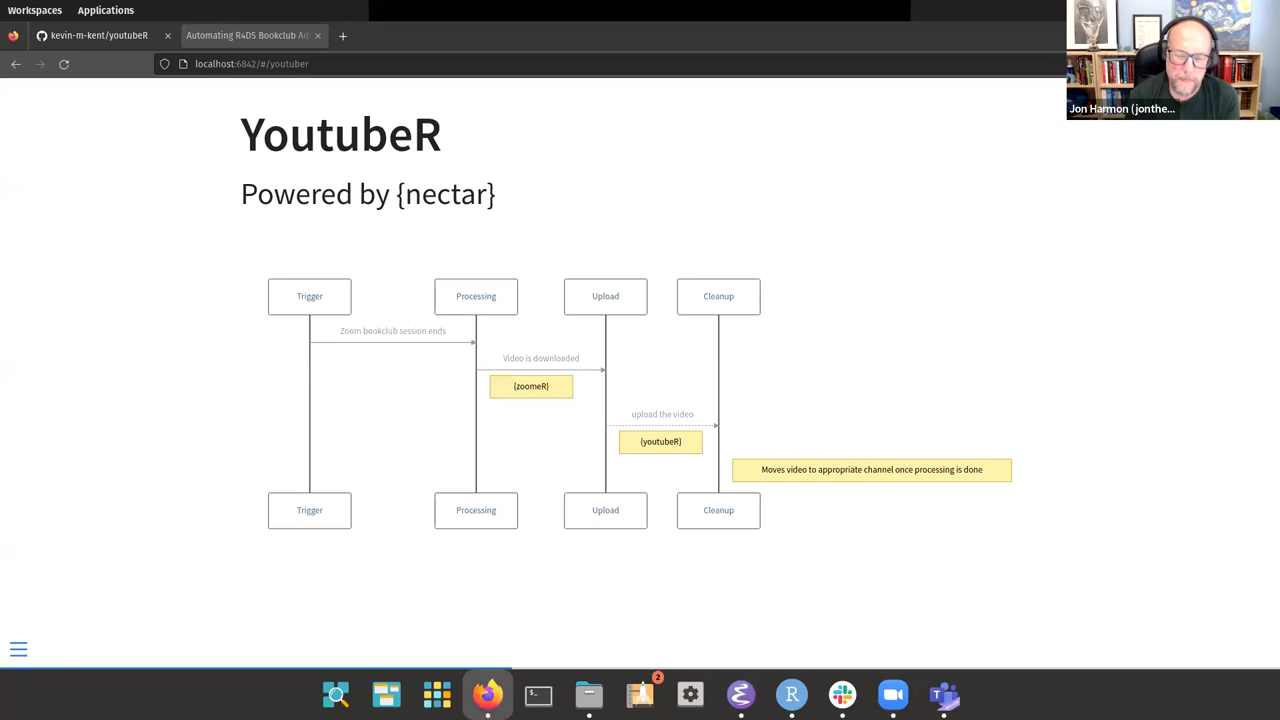 Workspaces Applications
kevin-m-kent/youtubeR
Automating R4DS Bookclub Ad
localhost:6842/#/youtuber
Jon Harmon (jonthe...
YoutubeR
Powered by {nectar}
Trigger Processing Upload Cleanup
Zoom bookclub session ends
Video is downloaded
{zoomeR}
upload the video
{youtubeR}
Moves video to appropriate channel once processing is done
Trigger Processing Upload Cleanup
2